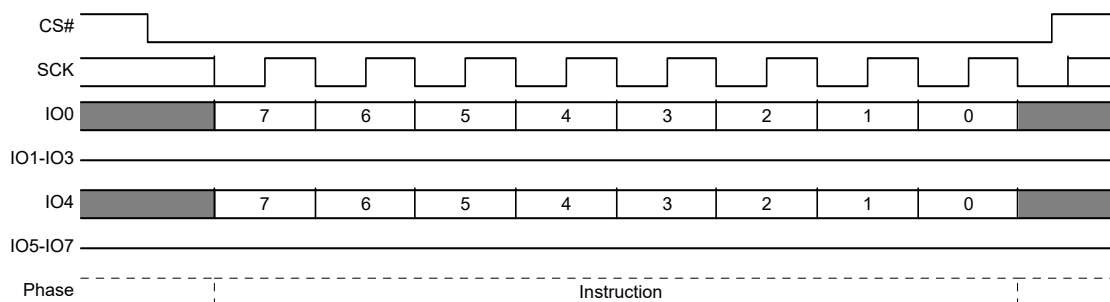 CS#
SCK
IO0 7 6 5 4 3 2 1 0
IO1-IO3
IO4 7 6 5 4 3 2 1 0
IO5-IO7
Phase Instruction